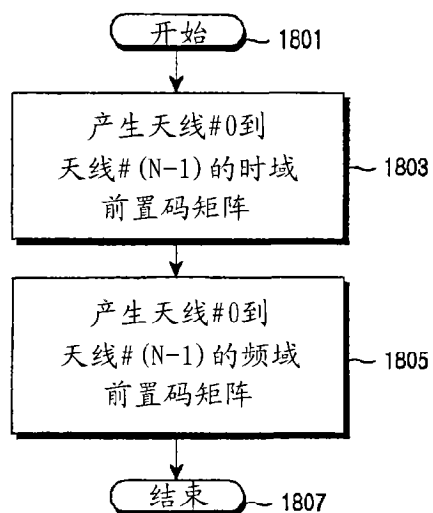 开始
1801
产生天线#0到
天线#(N-1)的时域
前置码矩阵
1803
产生天线#0到
天线#(N-1)的频域
前置码矩阵
1805
结束
1807